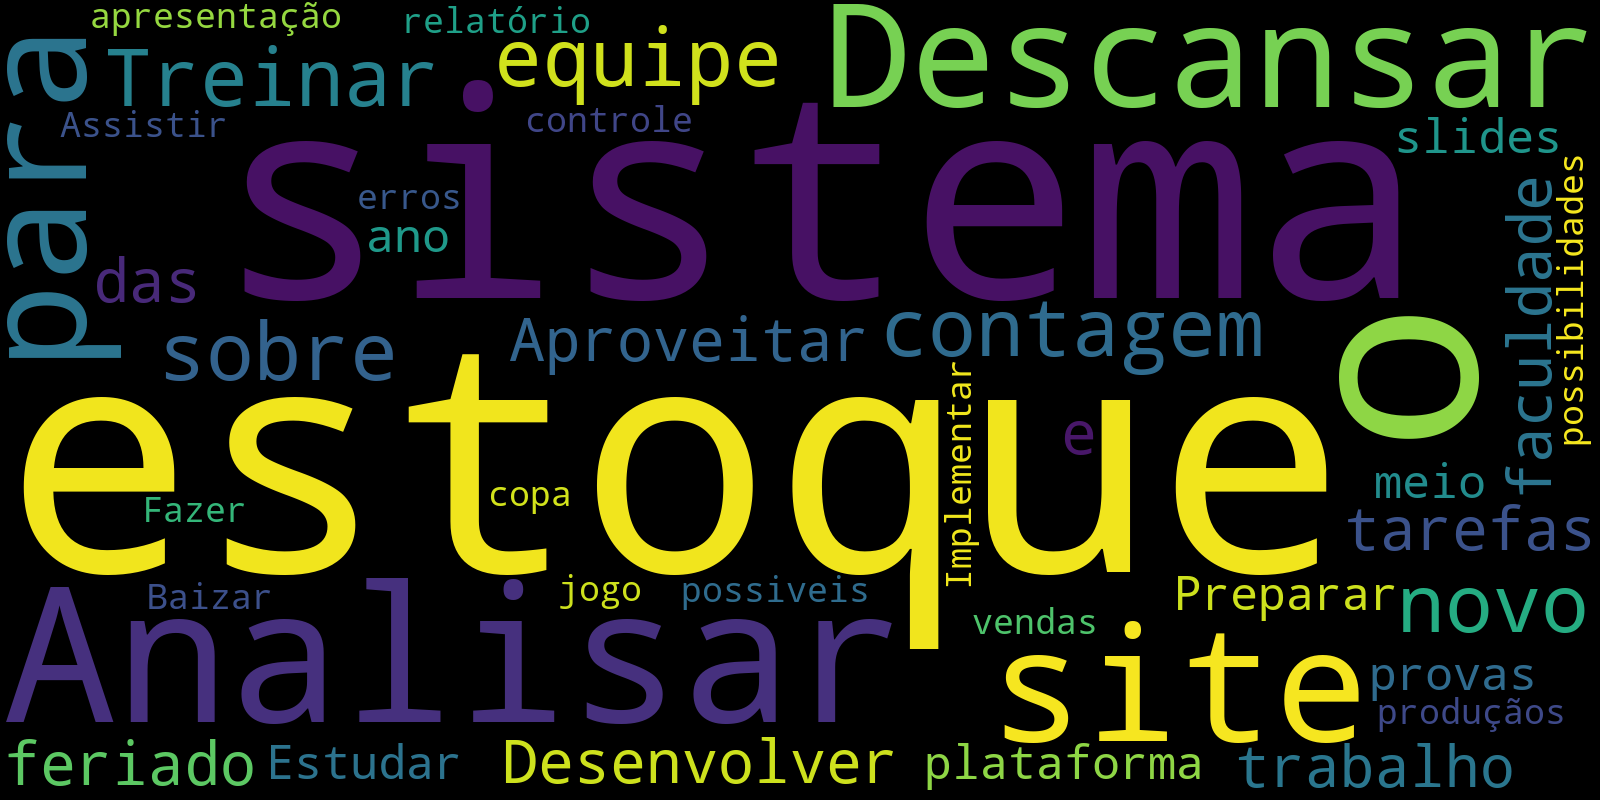 apresentação
relatório
equipe
Descansar
Treinar
para
Assistir
controle
slides
sistema
erros
ano
das
faculdade
possibilidades
sobre
Aproveitar
contagem
o
estoque
Implementar
e
meio
Fazer
copa
tarefas
Analisar
Baizar
jogo
possiveis
Preparar
novo
vendas
site
provas
produçãos
feriado
Estudar
Desenvolver
plataforma
trabalho